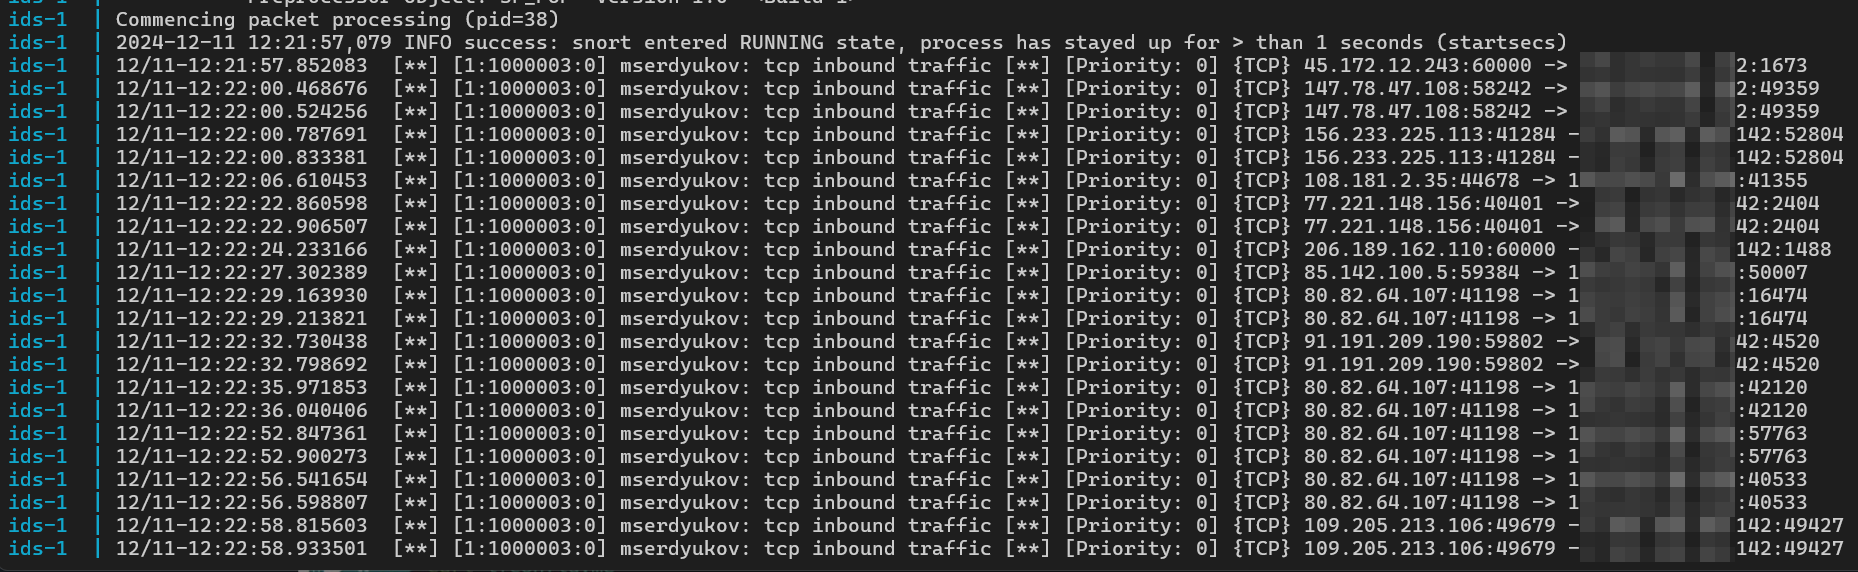 ids-1 | Commencing packet processing (pid=38)
ids-1 | 2024-12-11 12:21:57,079 INFO success: snort entered RUNNING state, process has stayed up for > than 1 seconds (startsecs)
ids-1 | 12/11-12:21:57.852083 [**] [1:1000003:0] mserdyukov: tcp inbound traffic [**] [Priority: 0] {TCP} 45.172.12.243:60000 -> 2:1673
ids-1 | 12/11-12:22:00.468676 [**] [1:1000003:0] mserdyukov: tcp inbound traffic [**] [Priority: 0] {TCP} 147.78.47.108:58242 -> 2:49359
ids-1 | 12/11-12:22:00.524256 [**] [1:1000003:0] mserdyukov: tcp inbound traffic [**] [Priority: 0] {TCP} 147.78.47.108:58242 -> 2:49359
ids-1 | 12/11-12:22:00.787691 [**] [1:1000003:0] mserdyukov: tcp inbound traffic [**] [Priority: 0] {TCP} 156.233.225.113:41284 - 142:52804
ids-1 | 12/11-12:22:00.833381 [**] [1:1000003:0] mserdyukov: tcp inbound traffic [**] [Priority: 0] {TCP} 156.233.225.113:41284 - 142:52804
ids-1 | 12/11-12:22:06.610453 [**] [1:1000003:0] mserdyukov: tcp inbound traffic [**] [Priority: 0] {TCP} 108.181.2.35:44678 -> 1 :41355
ids-1 | 12/11-12:22:22.860598 [**] [1:1000003:0] mserdyukov: tcp inbound traffic [**] [Priority: 0] {TCP} 77.221.148.156:40401 -> 42:2404
ids-1 | 12/11-12:22:22.906507 [**] [1:1000003:0] mserdyukov: tcp inbound traffic [**] [Priority: 0] {TCP} 77.221.148.156:40401 -> 42:2404
ids-1 | 12/11-12:22:24.233166 [**] [1:1000003:0] mserdyukov: tcp inbound traffic [**] [Priority: 0] {TCP} 206.189.162.110:60000 - 142:1488
ids-1 | 12/11-12:22:27.302389 [**] [1:1000003:0] mserdyukov: tcp inbound traffic [**] [Priority: 0] {TCP} 85.142.100.5:59384 -> 1 :50007
ids-1 | 12/11-12:22:29.163930 [**] [1:1000003:0] mserdyukov: tcp inbound traffic [**] [Priority: 0] {TCP} 80.82.64.107:41198 -> 1 :16474
ids-1 | 12/11-12:22:29.213821 [**] [1:1000003:0] mserdyukov: tcp inbound traffic [**] [Priority: 0] {TCP} 80.82.64.107:41198 -> 1 :16474
ids-1 | 12/11-12:22:32.730438 [**] [1:1000003:0] mserdyukov: tcp inbound traffic [**] [Priority: 0] {TCP} 91.191.209.190:59802 -> 42:4520
ids-1 | 12/11-12:22:32.798692 [**] [1:1000003:0] mserdyukov: tcp inbound traffic [**] [Priority: 0] {TCP} 91.191.209.190:59802 -> 42:4520
ids-1 | 12/11-12:22:35.971853 [**] [1:1000003:0] mserdyukov: tcp inbound traffic [**] [Priority: 0] {TCP} 80.82.64.107:41198 -> 1 :42120
ids-1 | 12/11-12:22:36.040406 [**] [1:1000003:0] mserdyukov: tcp inbound traffic [**] [Priority: 0] {TCP} 80.82.64.107:41198 -> 1 :42120
ids-1 | 12/11-12:22:52.847361 [**] [1:1000003:0] mserdyukov: tcp inbound traffic [**] [Priority: 0] {TCP} 80.82.64.107:41198 -> 1 :57763
ids-1 | 12/11-12:22:52.900273 [**] [1:1000003:0] mserdyukov: tcp inbound traffic [**] [Priority: 0] {TCP} 80.82.64.107:41198 -> 1 :57763
ids-1 | 12/11-12:22:56.541654 [**] [1:1000003:0] mserdyukov: tcp inbound traffic [**] [Priority: 0] {TCP} 80.82.64.107:41198 -> 1 :40533
ids-1 | 12/11-12:22:56.598807 [**] [1:1000003:0] mserdyukov: tcp inbound traffic [**] [Priority: 0] {TCP} 80.82.64.107:41198 -> 1 :40533
ids-1 | 12/11-12:22:58.815603 [**] [1:1000003:0] mserdyukov: tcp inbound traffic [**] [Priority: 0] {TCP} 109.205.213.106:49679 - 142:49427
ids-1 | 12/11-12:22:58.933501 [**] [1:1000003:0] mserdyukov: tcp inbound traffic [**] [Priority: 0] {TCP} 109.205.213.106:49679 - 142:49427